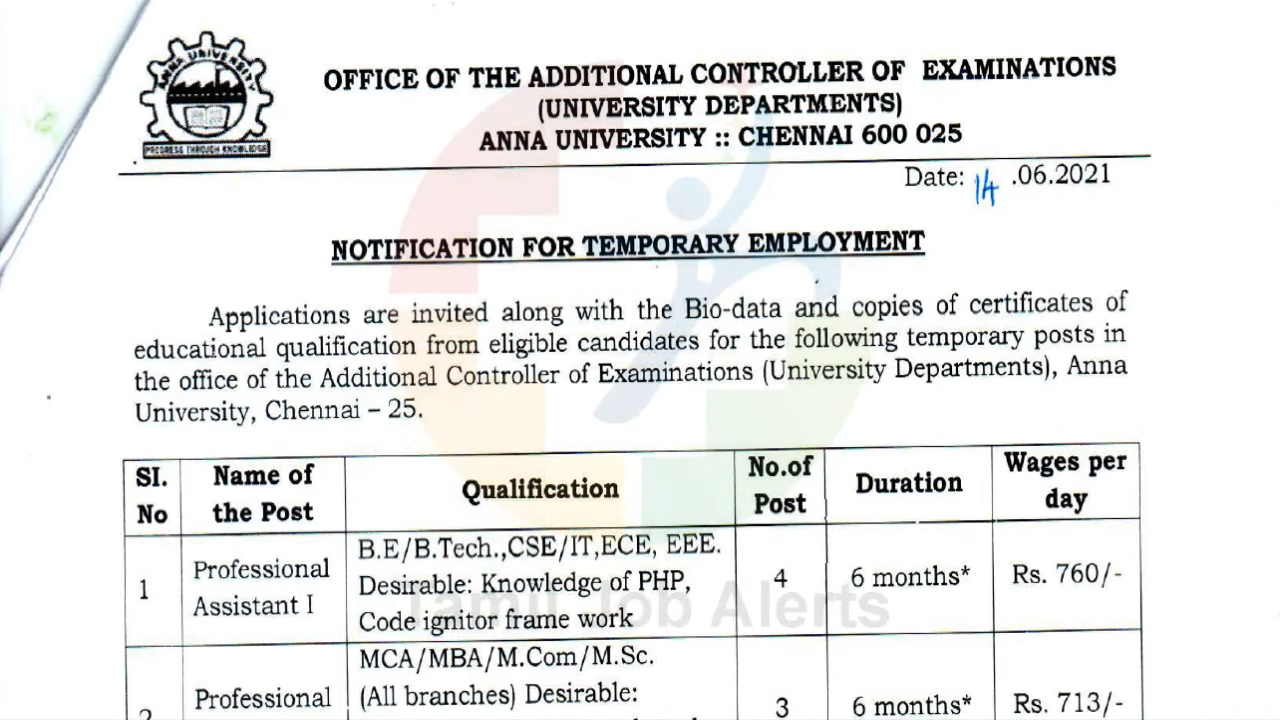 ANNA UNIVERSITY
PROGRESS THROUGH KNOWLEDGE
OFFICE OF THE ADDITIONAL CONTROLLER OF EXAMINATIONS
(UNIVERSITY DEPARTMENTS)
ANNA UNIVERSITY :: CHENNAI 600 025
Date: 14 .06.2021
NOTIFICATION FOR TEMPORARY EMPLOYMENT
Applications are invited along with the Bio-data and copies of certificates of
educational qualification from eligible candidates for the following temporary posts in
the office of the Additional Controller of Examinations (University Departments), Anna
University, Chennai – 25.
SI. No | Name of the Post | Qualification | No.of Post | Duration | Wages per day
1 | Professional Assistant I | B.E/B.Tech.,CSE/IT,ECE, EEE. Desirable: Knowledge of PHP, Code ignitor frame work | 4 | 6 months* | Rs. 760/-
2 | Professional | MCA/MBA/M.Com/M.Sc. (All branches) Desirable: | 3 | 6 months* | Rs. 713/-
Tamil Job Alerts